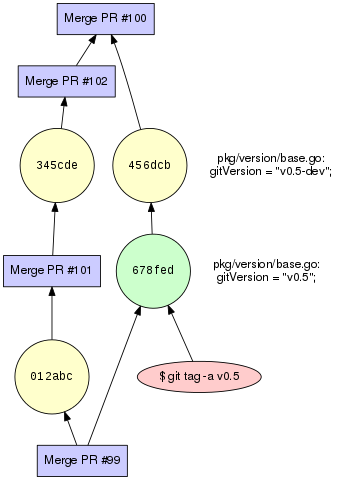 Merge PR #100
Merge PR #102
345cde
456dcb
pkg/version/base.go:
gitVersion = "v0.5-dev";
Merge PR #101
678fed
pkg/version/base.go:
gitVersion = "v0.5";
012abc
$ git tag -a v0.5
Merge PR #99